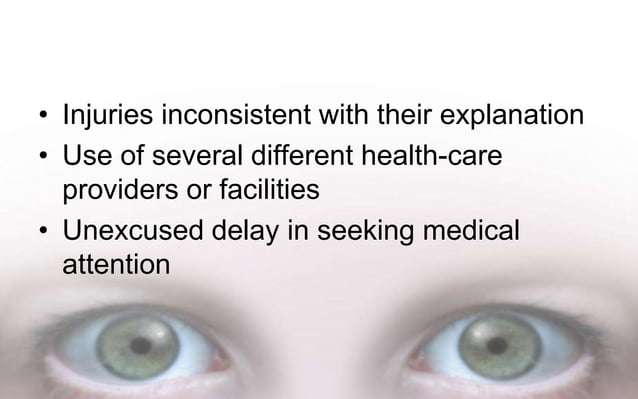 • Injuries inconsistent with their explanation
• Use of several different health-care
providers or facilities
• Unexcused delay in seeking medical
attention